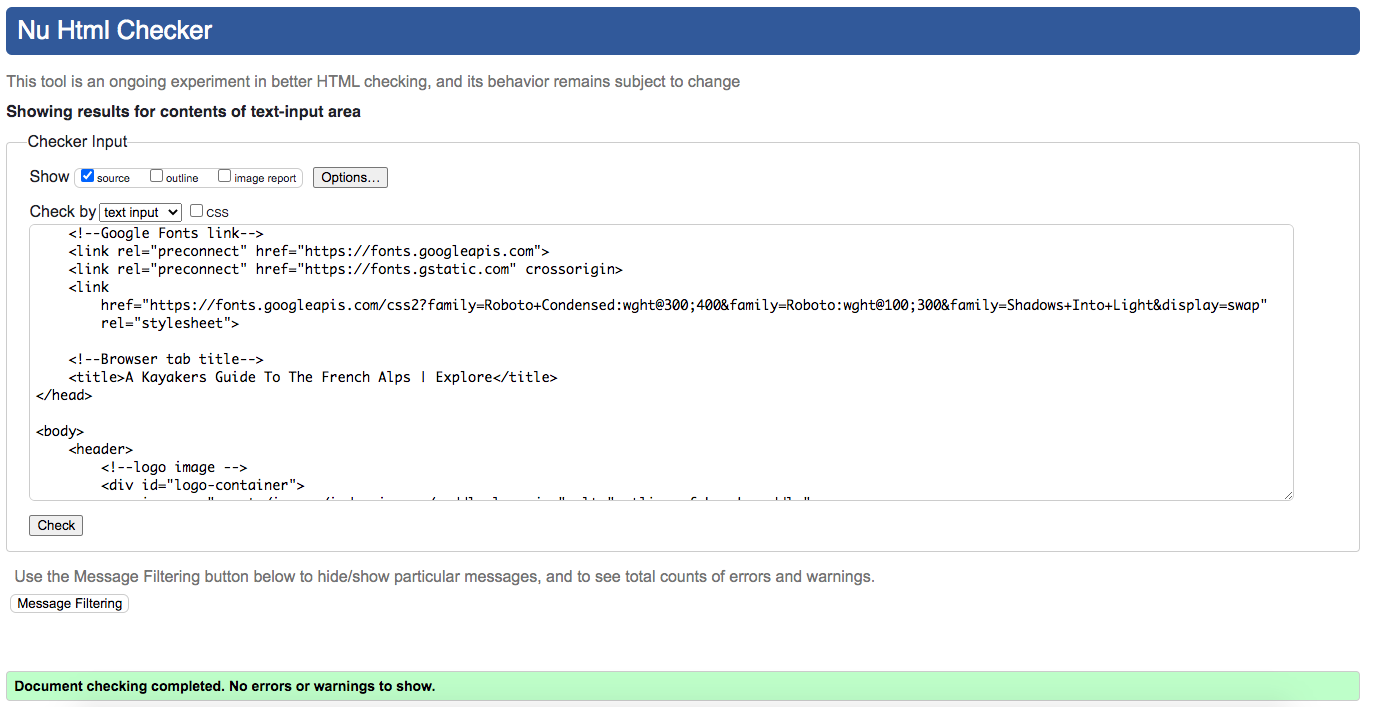 Nu Html Checker
This tool is an ongoing experiment in better HTML checking, and its behavior remains subject to change
Showing results for contents of text-input area
Checker Input
Show source outline image report Options...
Check by text input css
<!--Google Fonts link-->
<link rel="preconnect" href="https://fonts.googleapis.com">
<link rel="preconnect" href="https://fonts.gstatic.com" crossorigin>
<link
href="https://fonts.googleapis.com/css2?family=Roboto+Condensed:wght@300;400&family=Roboto:wght@100;300&family=Shadows+Into+Light&display=swap"
rel="stylesheet">
<!--Browser tab title-->
<title>A Kayakers Guide To The French Alps | Explore</title>
</head>
<body>
<header>
<!--logo image -->
<div id="logo-container">
Check
Use the Message Filtering button below to hide/show particular messages, and to see total counts of errors and warnings.
Message Filtering
Document checking completed. No errors or warnings to show.